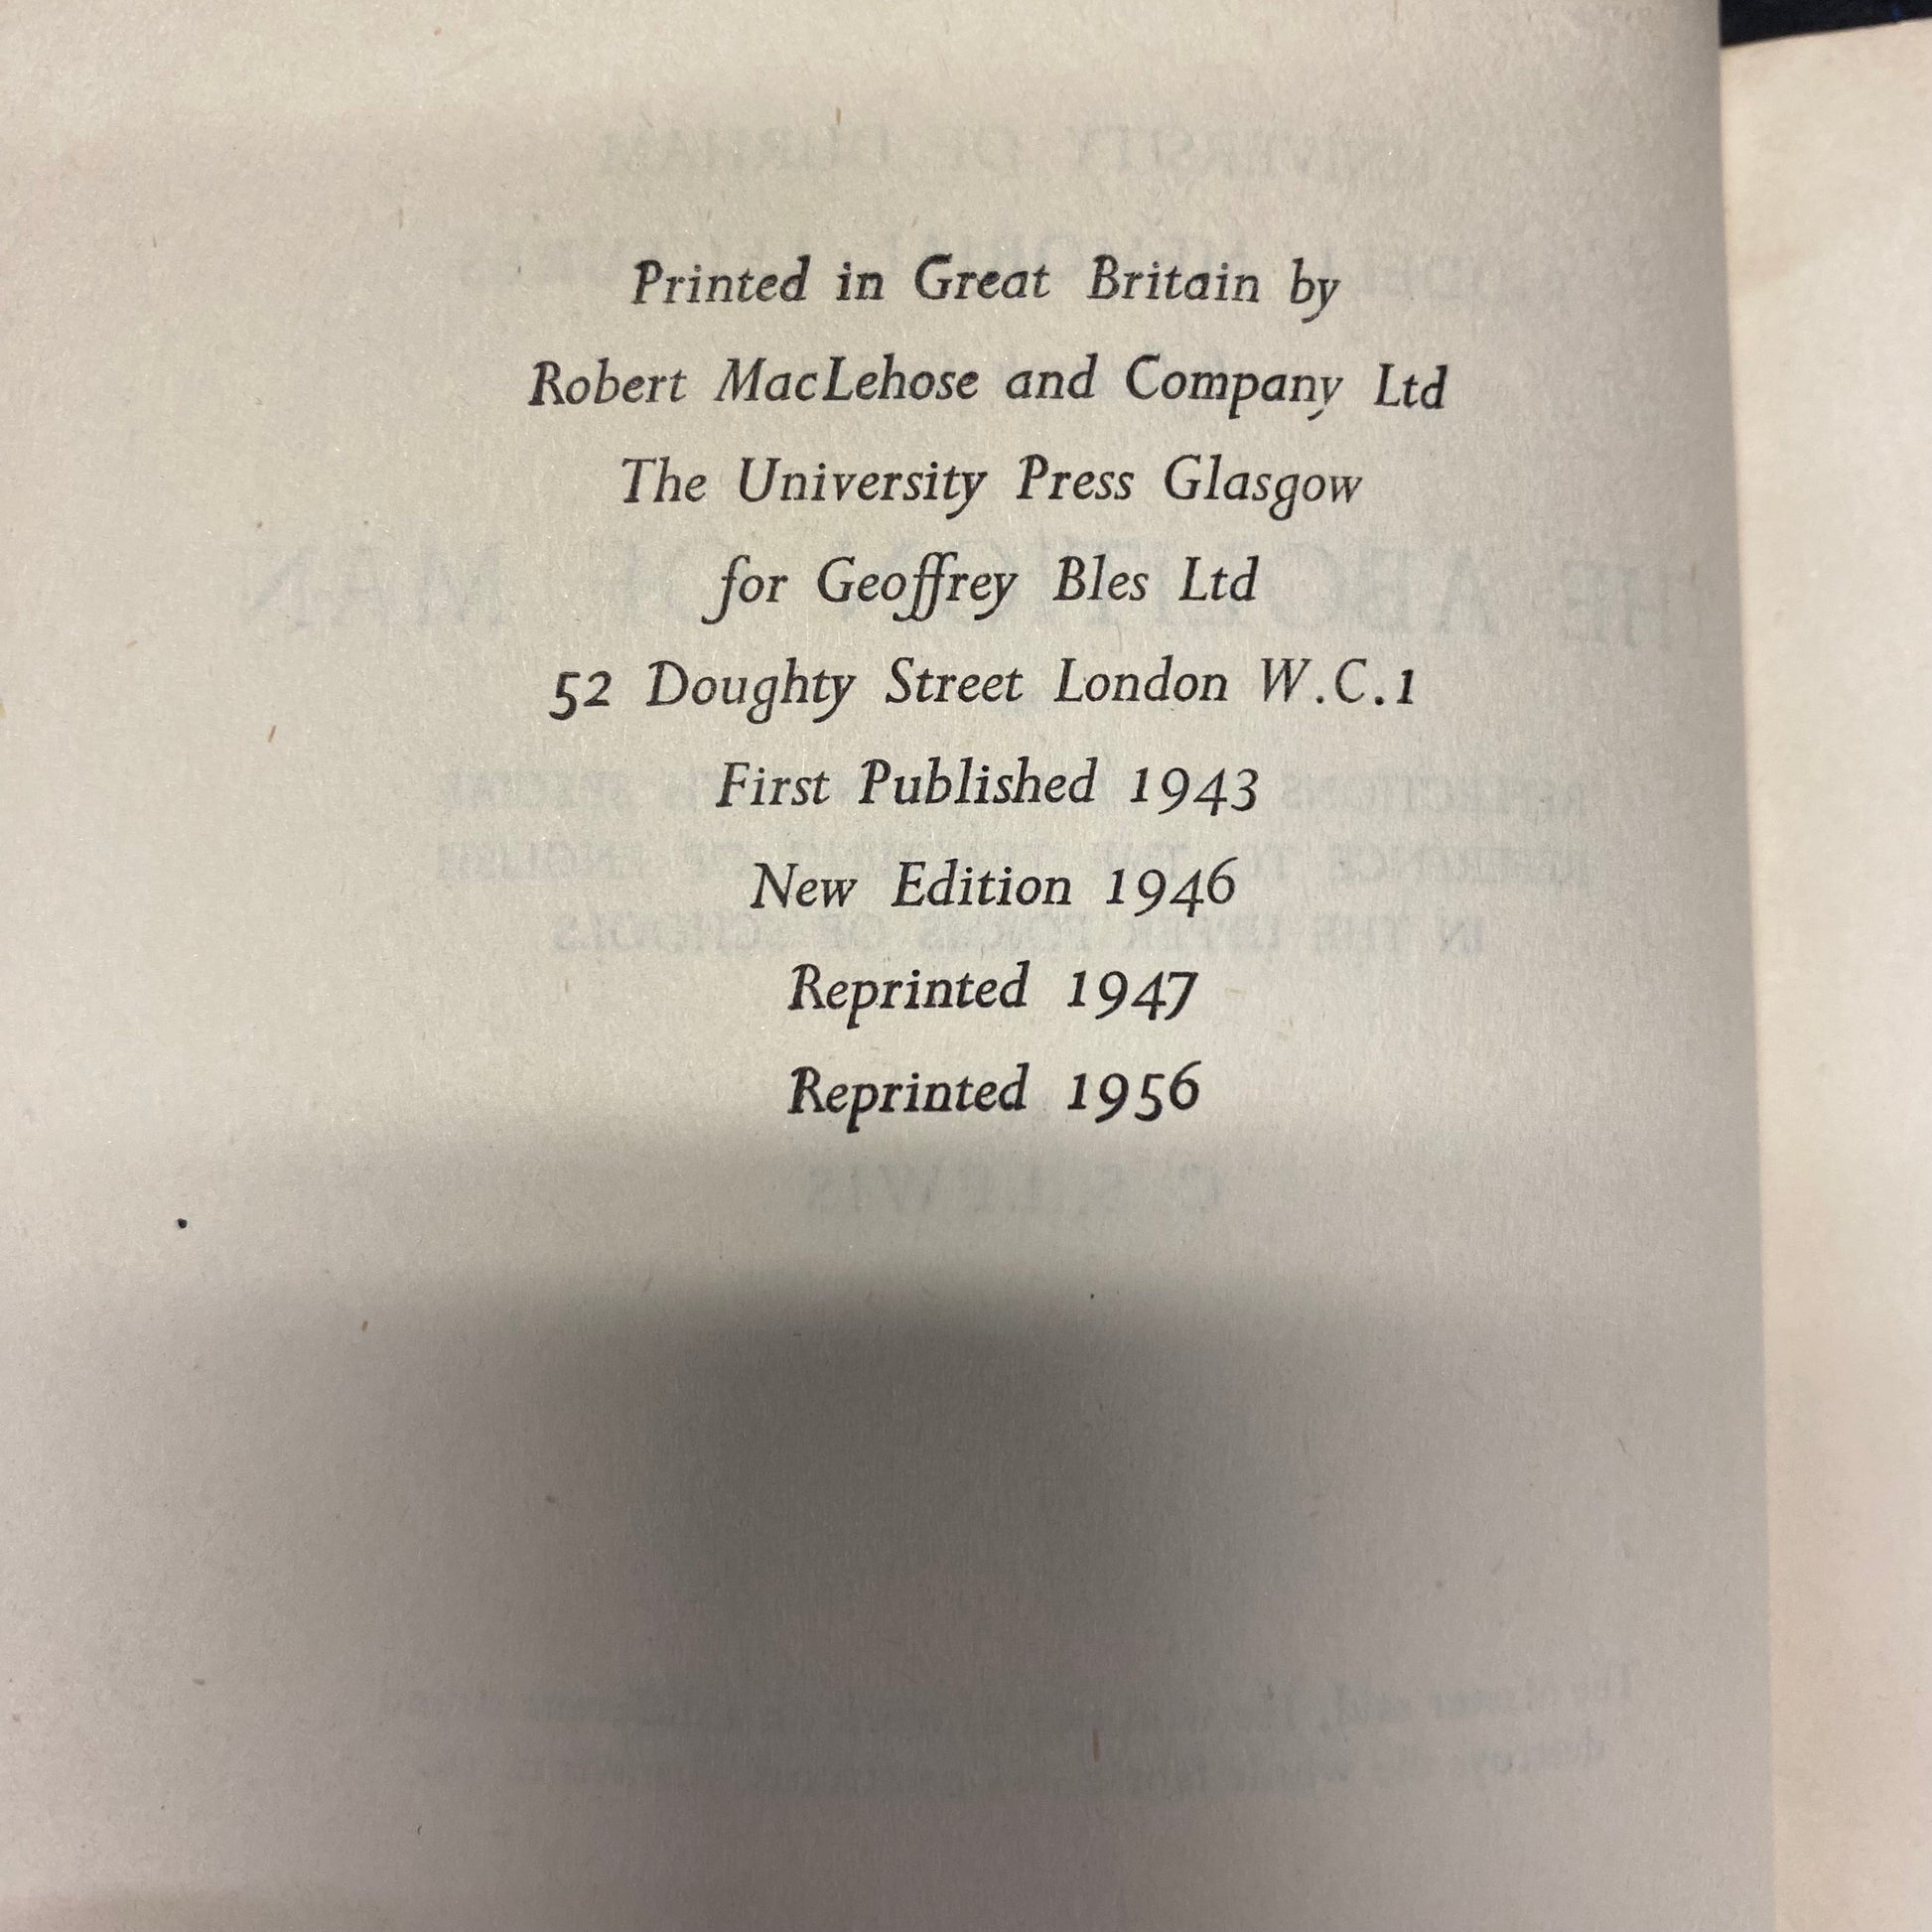 Printed in Great Britain by
Robert MacLehose and Company Ltd
The University Press Glasgow
for Geoffrey Bles Ltd
52 Doughty Street London W.C.1
First Published 1943
New Edition 1946
Reprinted 1947
Reprinted 1956